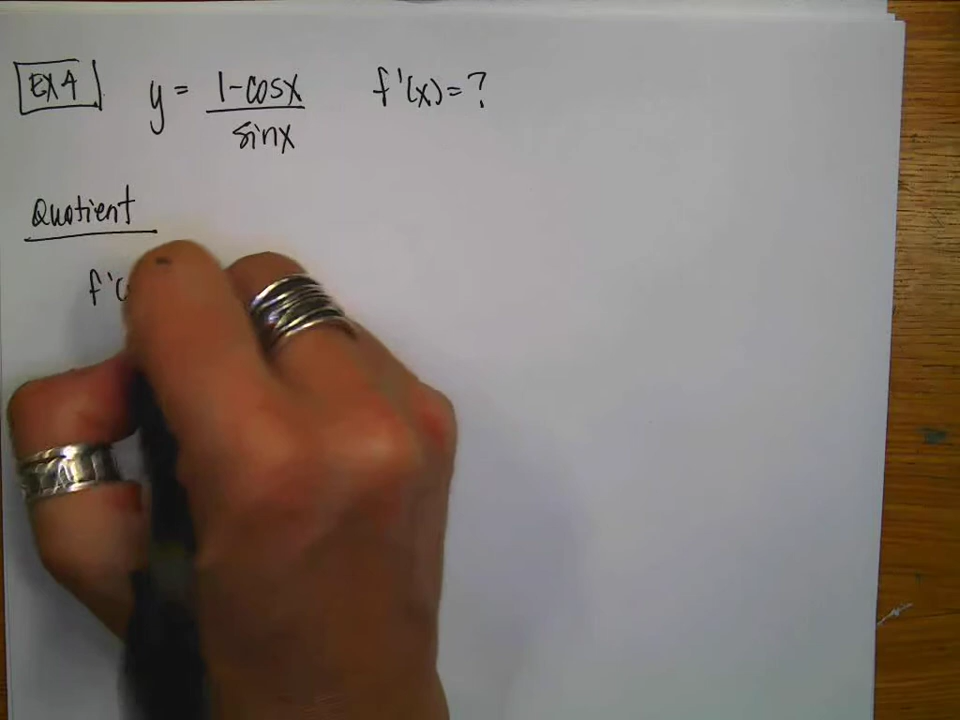 EX 4 y = 1-cosx / sinx f'(x) = ?
Quotient
f'(